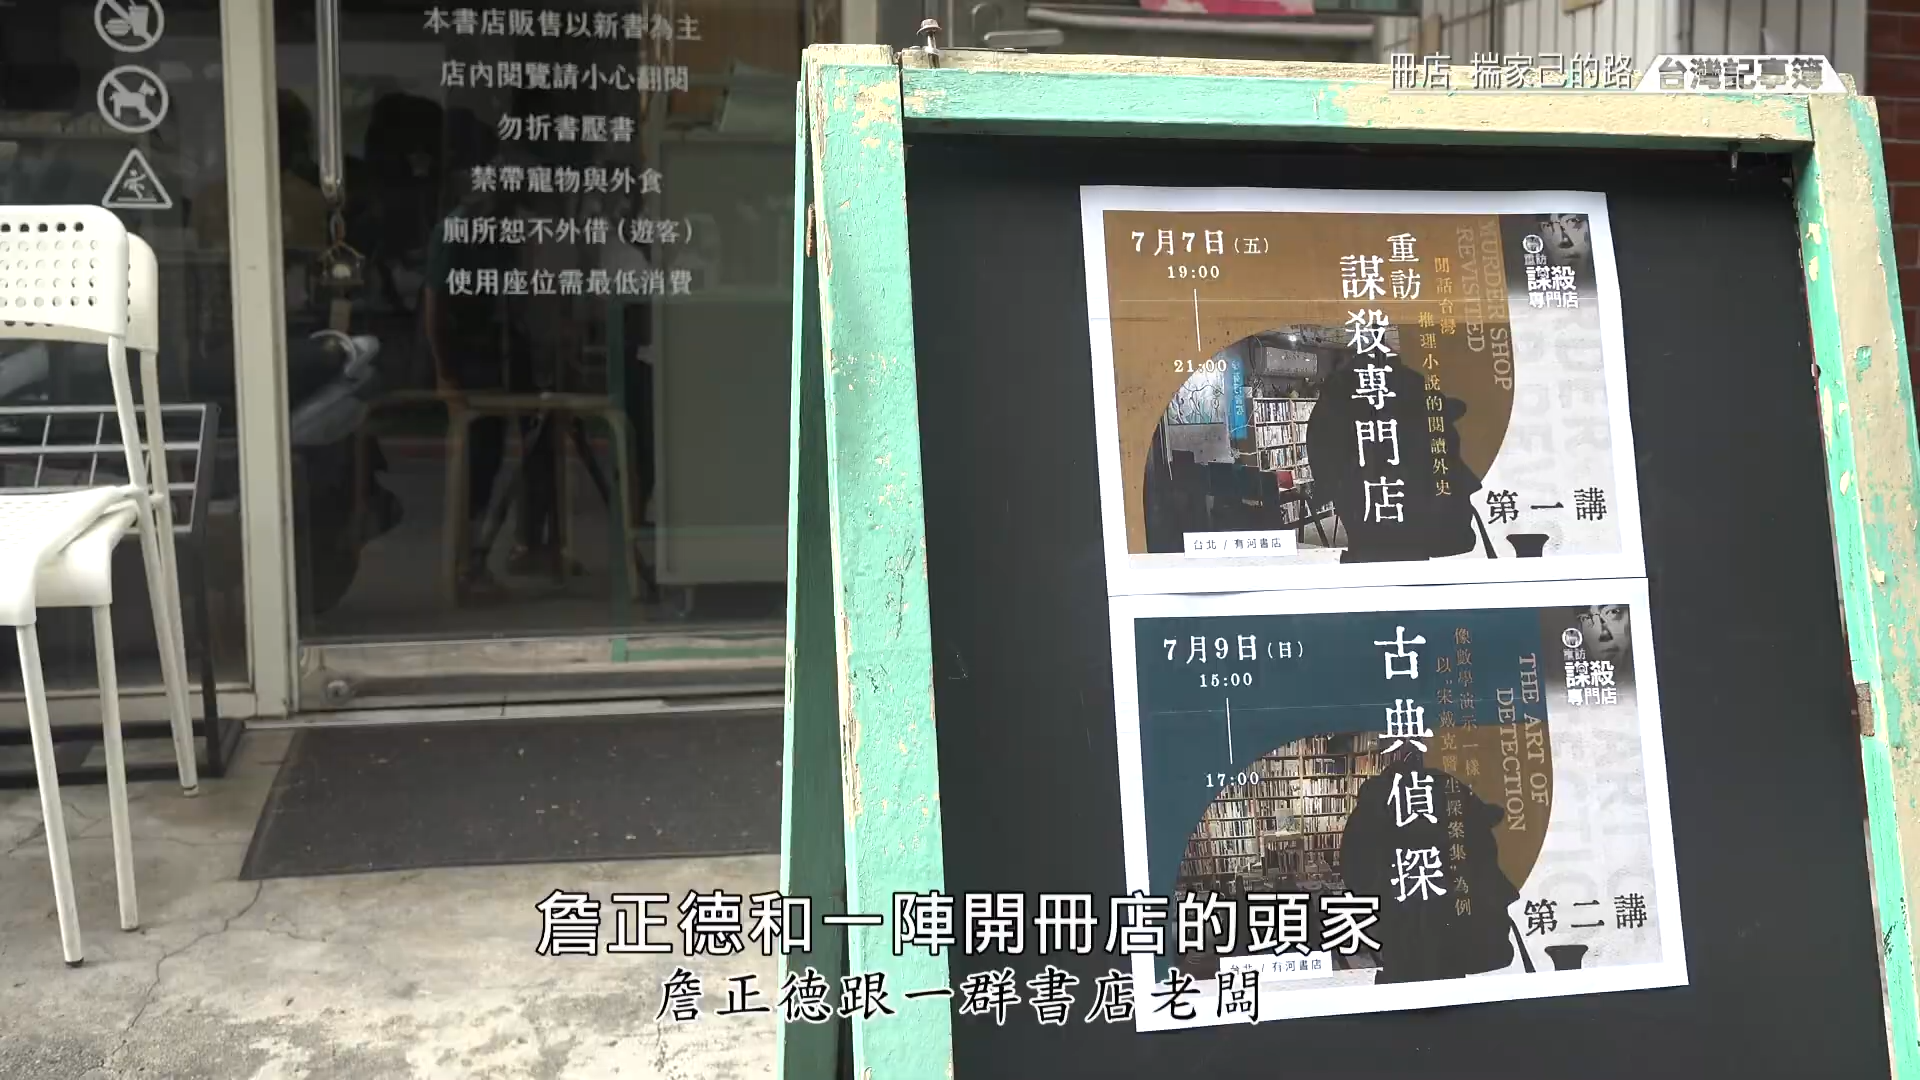 本書店販售以新書為主
店內閱覽請小心翻閱
勿折書壓書
禁帶寵物與外食
廁所恕不外借（遊客）
使用座位需最低消費
冊店 揣家己的路
台灣記事簿
7月7日（五）
19:00
21:00
重訪
謀殺專門店
閒話台灣
推理小說的閱讀外史
MURDER SHOP
REVISITED
重訪
謀殺
專門店
第一講
台北 / 有河書店
7月9日（日）
15:00
17:00
古典偵探
像數學演示一樣：
以"宋戴克醫生探案集"為例
THE ART OF
DETECTION
重訪
謀殺
專門店
第二講
台北 / 有河書店
詹正德和一陣開冊店的頭家
詹正德跟一群書店老闆